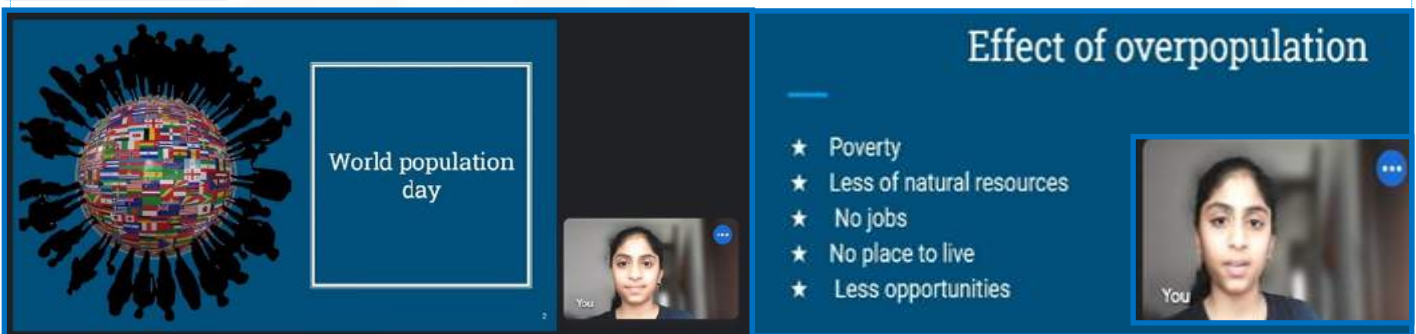 World population
day
2
You
Effect of overpopulation
★ Poverty
★ Less of natural resources
★ No jobs
★ No place to live
★ Less opportunities
You